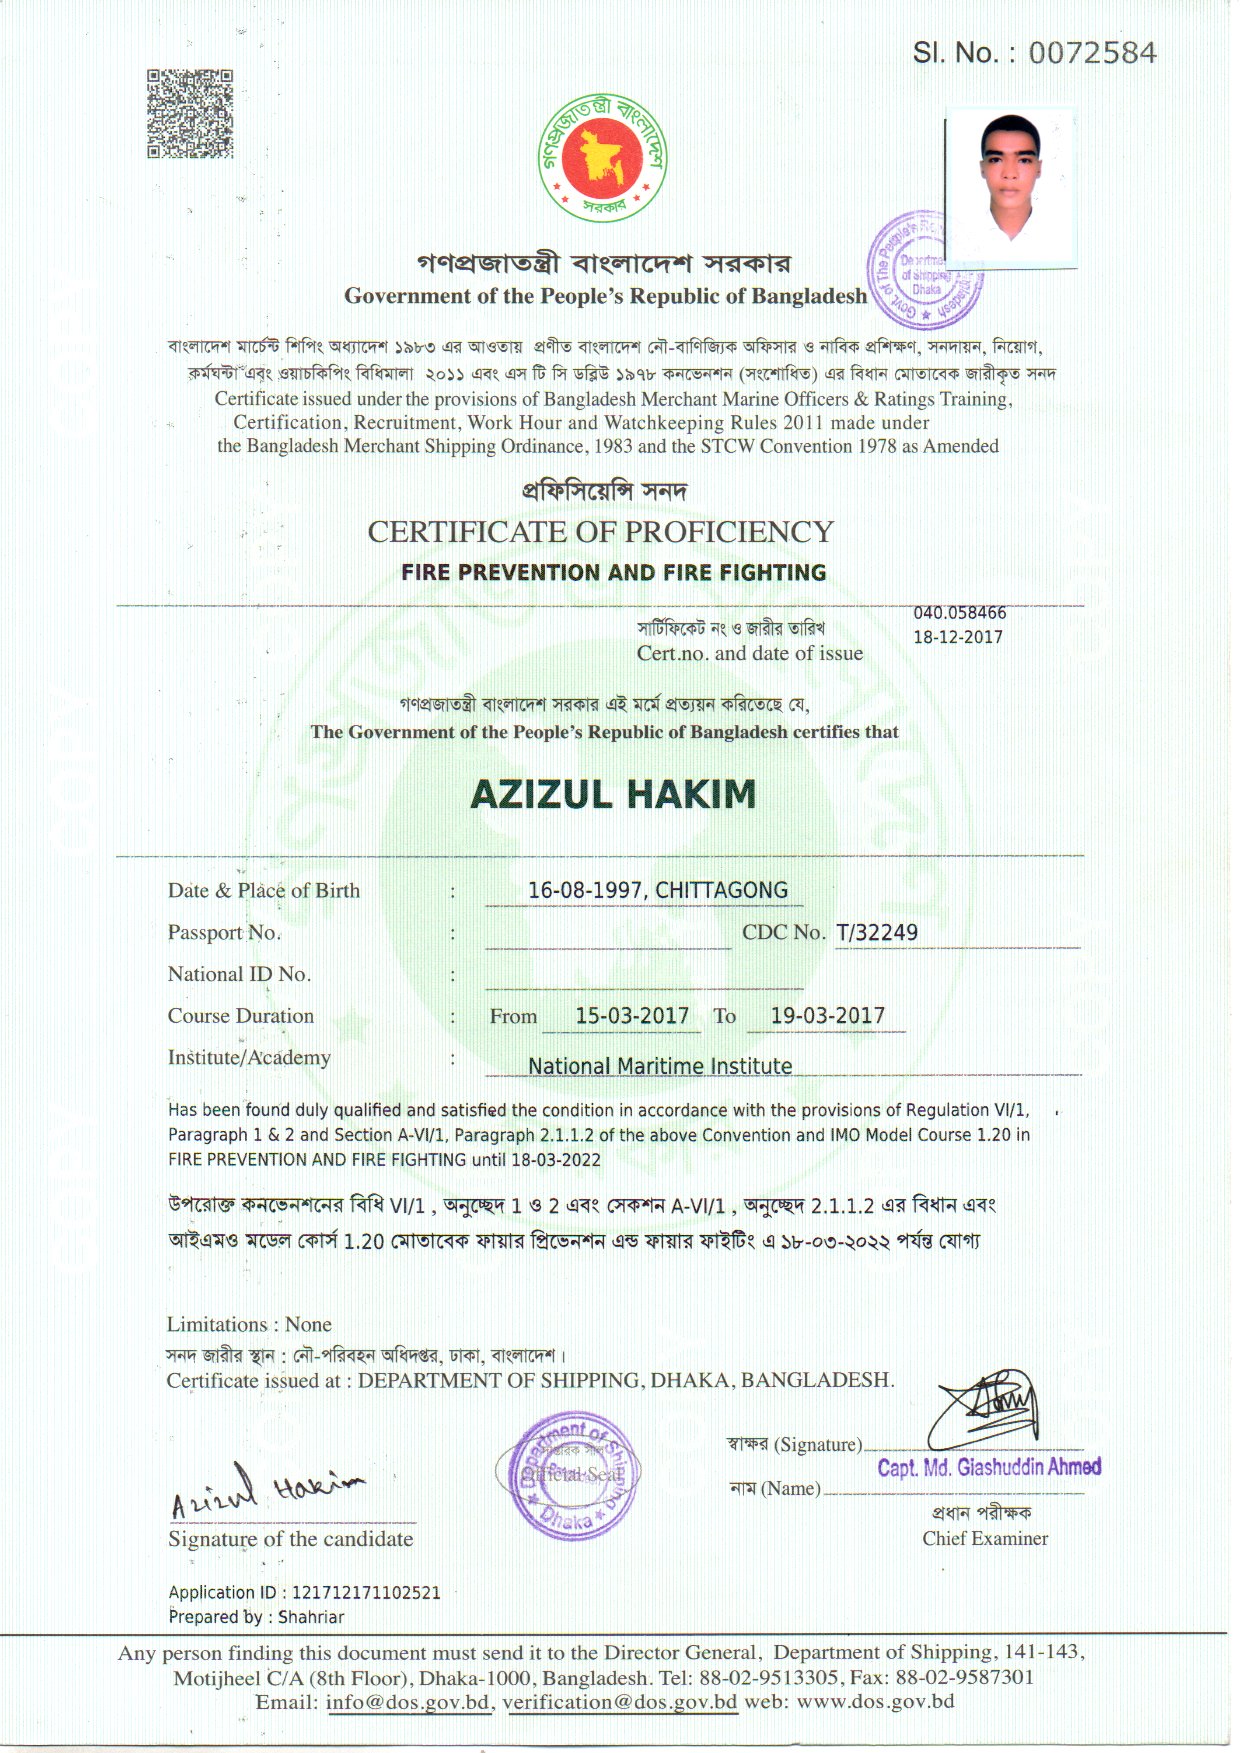 Sl. No. : 0072584
গণপ্রজাতন্ত্রী বাংলাদেশ
সরকার
গণপ্রজাতন্ত্রী বাংলাদেশ সরকার
Government of the People's Republic of Bangladesh
Govt. of The People's
Department of Shipping Dhaka
বাংলাদেশ মার্চেন্ট শিপিং অধ্যাদেশ ১৯৮৩ এর আওতায় প্রণীত বাংলাদেশ নৌ-বাণিজ্যিক অফিসার ও নাবিক প্রশিক্ষণ, সনদায়ন, নিয়োগ,
কর্মঘন্টা এবং ওয়াচকিপিং বিধিমালা ২০১১ এবং এস টি সি ডব্লিউ ১৯৭৮ কনভেনশন (সংশোধিত) এর বিধান মোতাবেক জারীকৃত সনদ
Certificate issued under the provisions of Bangladesh Merchant Marine Officers & Ratings Training,
Certification, Recruitment, Work Hour and Watchkeeping Rules 2011 made under
the Bangladesh Merchant Shipping Ordinance, 1983 and the STCW Convention 1978 as Amended
প্রফিসিয়েন্সি সনদ
CERTIFICATE OF PROFICIENCY
FIRE PREVENTION AND FIRE FIGHTING
040.058466
সার্টিফিকেট নং ও জারীর তারিখ
18-12-2017
Cert.no. and date of issue
গণপ্রজাতন্ত্রী বাংলাদেশ সরকার এই মর্মে প্রত্যয়ন করিতেছে যে,
The Government of the People's Republic of Bangladesh certifies that
AZIZUL HAKIM
Date & Place of Birth : 16-08-1997, CHITTAGONG
Passport No. : CDC No. T/32249
National ID No. :
Course Duration : From 15-03-2017 To 19-03-2017
Institute/Academy : National Maritime Institute
Has been found duly qualified and satisfied the condition in accordance with the provisions of Regulation VI/1,
Paragraph 1 & 2 and Section A-VI/1, Paragraph 2.1.1.2 of the above Convention and IMO Model Course 1.20 in
FIRE PREVENTION AND FIRE FIGHTING until 18-03-2022
উপরোক্ত কনভেনশনের বিধি VI/1 , অনুচ্ছেদ 1 ও 2 এবং সেকশন A-VI/1 , অনুচ্ছেদ 2.1.1.2 এর বিধান এবং
আইএমও মডেল কোর্স 1.20 মোতাবেক ফায়ার প্রিভেনশন এন্ড ফায়ার ফাইটিং এ ১৮-০৩-২০২২ পর্যন্ত যোগ্য
Limitations : None
সনদ জারীর স্থান : নৌ-পরিবহন অধিদপ্তর, ঢাকা, বাংলাদেশ।
Certificate issued at : DEPARTMENT OF SHIPPING, DHAKA, BANGLADESH.
স্বাক্ষর (Signature)
Capt. Md. Giashuddin Ahmed
নাম (Name)
প্রধান পরীক্ষক
Chief Examiner
Department of Shipping
Official Seal
Dhaka
Azizul Hakim
Signature of the candidate
Application ID : 121712171102521
Prepared by : Shahriar
Any person finding this document must send it to the Director General, Department of Shipping, 141-143,
Motijheel C/A (8th Floor), Dhaka-1000, Bangladesh. Tel: 88-02-9513305, Fax: 88-02-9587301
Email: info@dos.gov.bd, verification@dos.gov.bd web: www.dos.gov.bd